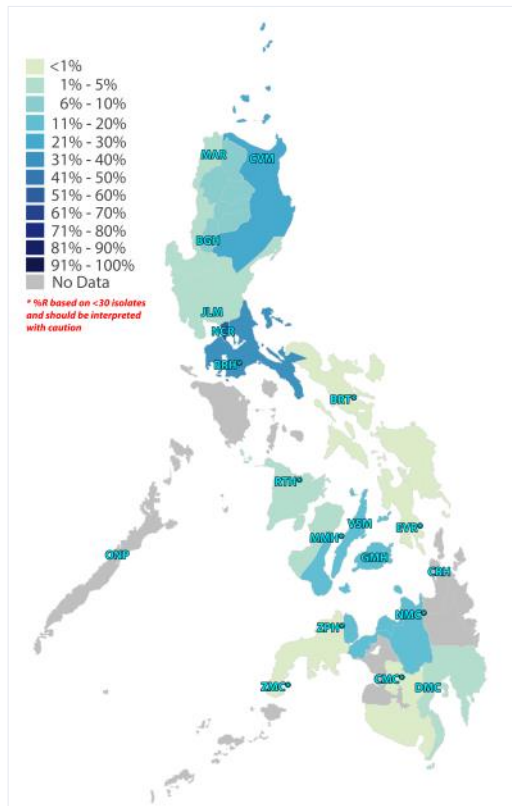 <1%
1% - 5%
6% - 10%
11% - 20%
21% - 30%
31% - 40%
41% - 50%
51% - 60%
61% - 70%
71% - 80%
81% - 90%
91% - 100%
No Data
* %R based on <30 isolates
and should be interpreted
with caution
MAR
CVM
BGH
JLM
NCR
BRH*
BRT*
RTH*
VSM
MMH*
EVR*
GMH
ONP
CRH
NMC*
ZPH*
CMC*
ZMC*
DMC